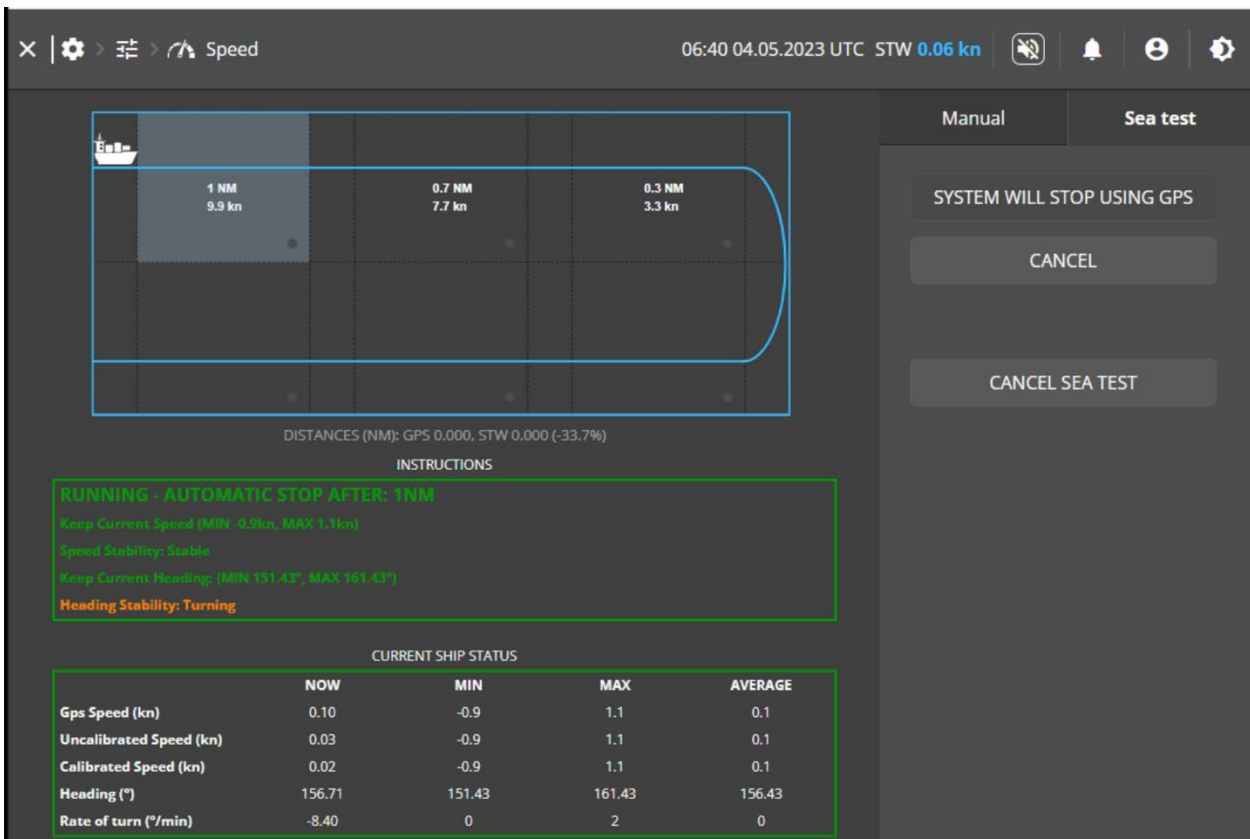 Speed
06:40 04.05.2023 UTC STW 0.06 kn
Manual
Sea test
1 NM
9.9 kn
0.7 NM
7.7 kn
0.3 NM
3.3 kn
SYSTEM WILL STOP USING GPS
CANCEL
CANCEL SEA TEST
DISTANCES (NM): GPS 0.000, STW 0.000 (-33.7%)
INSTRUCTIONS
RUNNING - AUTOMATIC STOP AFTER: 1NM
Keep Current Speed (MIN -0.9kn, MAX 1.1kn)
Speed Stability: Stable
Keep Current Heading: (MIN 151.43°, MAX 161.43°)
Heading Stability: Turning
CURRENT SHIP STATUS
NOW MIN MAX AVERAGE
Gps Speed (kn) 0.10 -0.9 1.1 0.1
Uncalibrated Speed (kn) 0.03 -0.9 1.1 0.1
Calibrated Speed (kn) 0.02 -0.9 1.1 0.1
Heading (°) 156.71 151.43 161.43 156.43
Rate of turn (°/min) -8.40 0 2 0